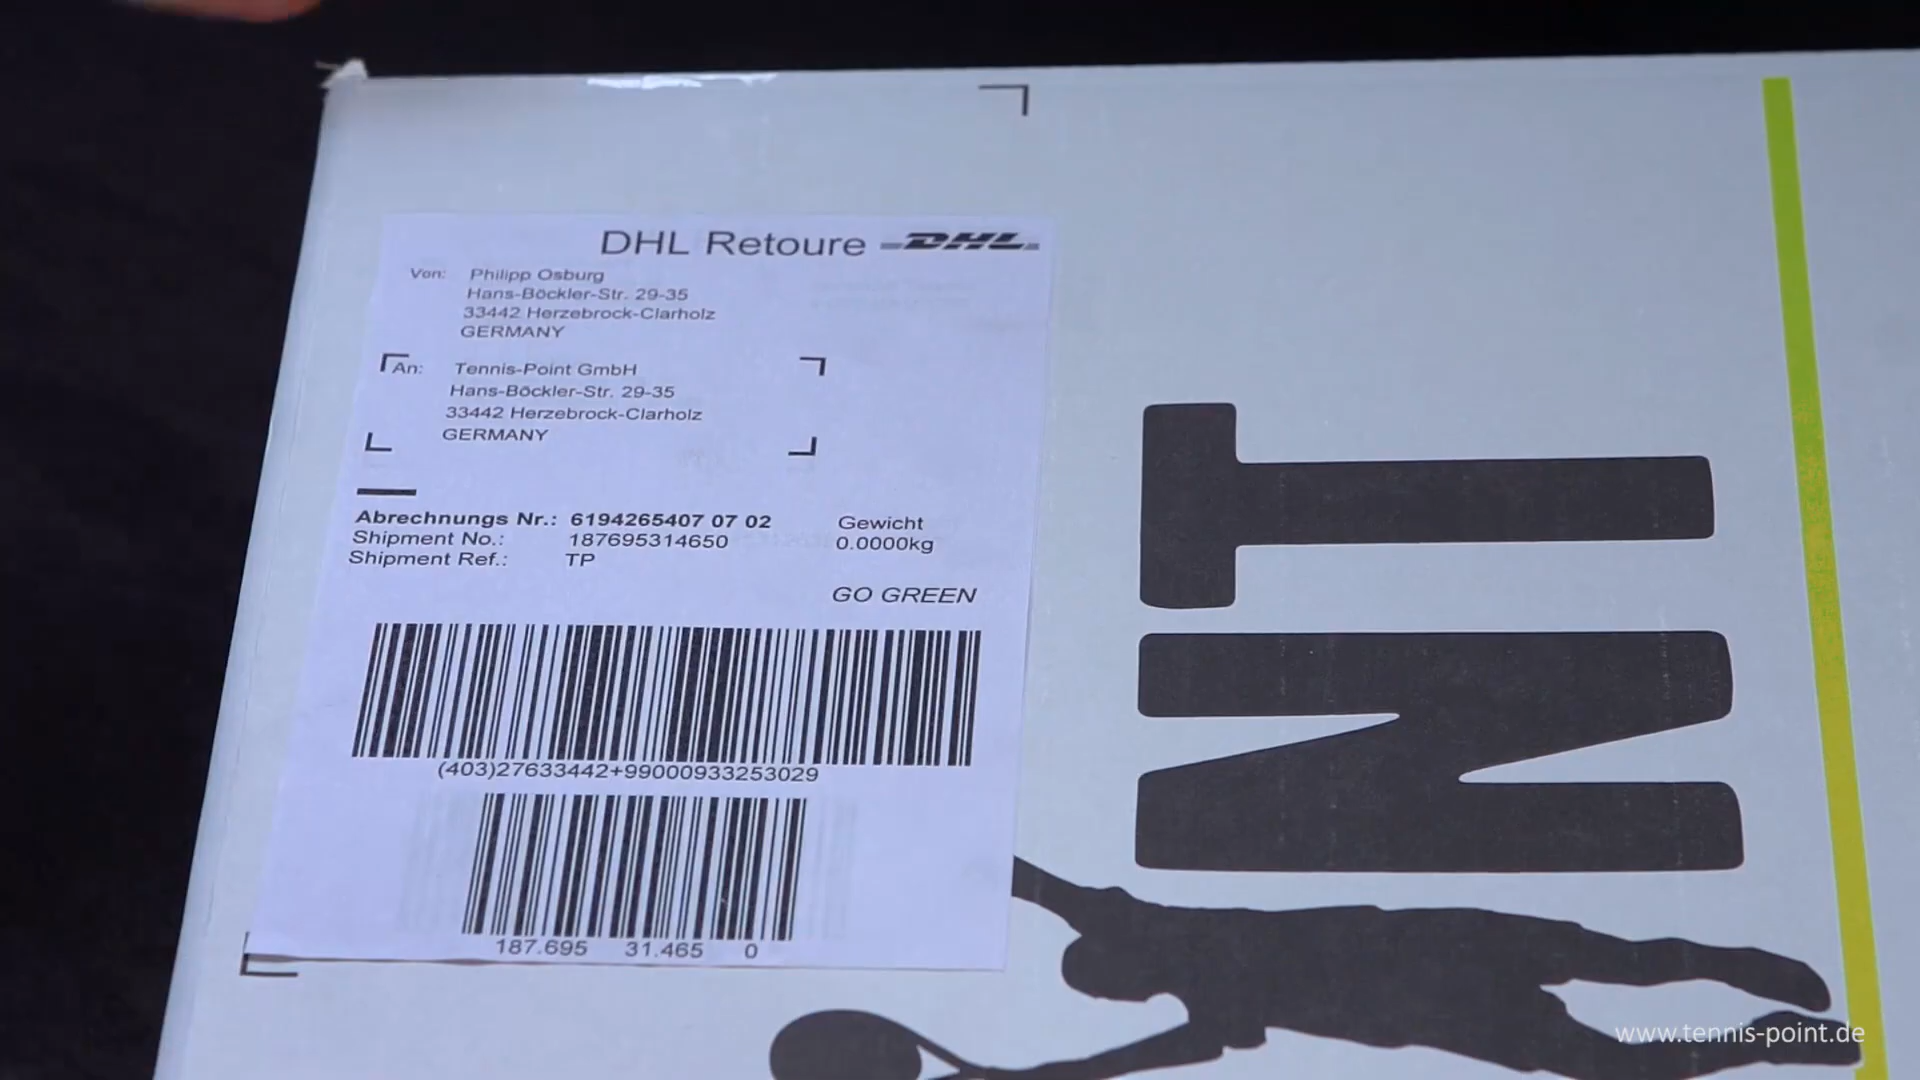 DHL Retoure DHL
Von: Philipp Osburg
Hans-Böckler-Str. 29-35
33442 Herzebrock-Clarholz
GERMANY
An: Tennis-Point GmbH
Hans-Böckler-Str. 29-35
33442 Herzebrock-Clarholz
GERMANY
Abrechnungs Nr.: 6194265407 07 02 Gewicht
Shipment No.: 187695314650 0.0000kg
Shipment Ref.: TP
GO GREEN
(403)27633442+99000933253029
187.695 31.465 0
NT
www.tennis-point.de